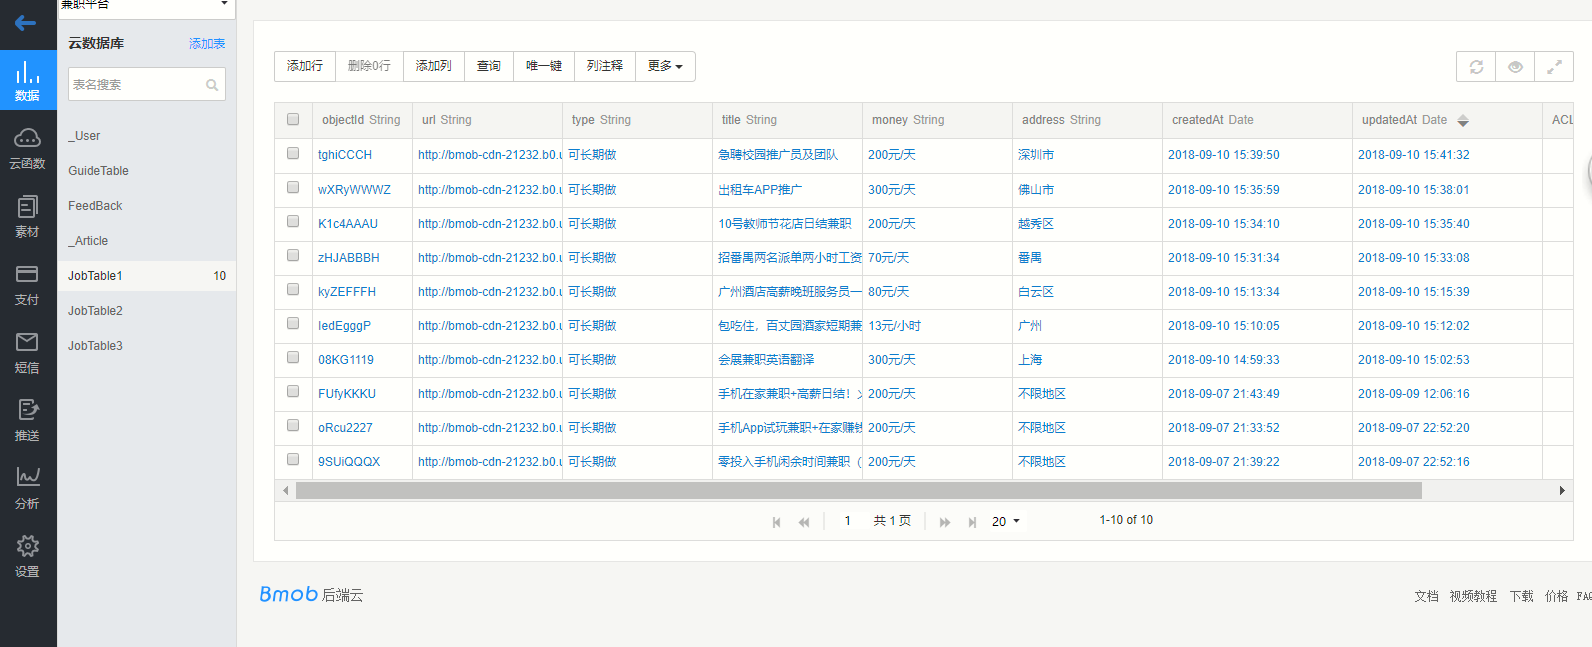 兼职平台
云数据库 添加表
表名搜索
_User
GuideTable
FeedBack
_Article
JobTable1 10
JobTable2
JobTable3
数据
云函数
素材
支付
短信
推送
分析
设置
添加行 删除0行 添加列 查询 唯一键 列注释 更多
objectId String url String type String title String money String address String createdAt Date updatedAt Date ACL
tghiCCCH http://bmob-cdn-21232.b0.u 可长期做 急聘校园推广员及团队 200元/天 深圳市 2018-09-10 15:39:50 2018-09-10 15:41:32
wXRyWWWZ http://bmob-cdn-21232.b0.u 可长期做 出租车APP推广 300元/天 佛山市 2018-09-10 15:35:59 2018-09-10 15:38:01
K1c4AAAU http://bmob-cdn-21232.b0.u 可长期做 10号教师节花店日结兼职 200元/天 越秀区 2018-09-10 15:34:10 2018-09-10 15:35:40
zHJABBBH http://bmob-cdn-21232.b0.u 可长期做 招番禺两名派单两小时工资 70元/天 番禺 2018-09-10 15:31:34 2018-09-10 15:33:08
kyZEFFFH http://bmob-cdn-21232.b0.u 可长期做 广州酒店高薪晚班服务员一 80元/天 白云区 2018-09-10 15:13:34 2018-09-10 15:15:39
IedEgggP http://bmob-cdn-21232.b0.u 可长期做 包吃住，百丈园酒家短期兼 13元/小时 广州 2018-09-10 15:10:05 2018-09-10 15:12:02
08KG1119 http://bmob-cdn-21232.b0.u 可长期做 会展兼职英语翻译 300元/天 上海 2018-09-10 14:59:33 2018-09-10 15:02:53
FUfyKKKU http://bmob-cdn-21232.b0.u 可长期做 手机在家兼职+高薪日结！ 200元/天 不限地区 2018-09-07 21:43:49 2018-09-09 12:06:16
oRcu2227 http://bmob-cdn-21232.b0.u 可长期做 手机App试玩兼职+在家赚钱 200元/天 不限地区 2018-09-07 21:33:52 2018-09-07 22:52:20
9SUiQQQX http://bmob-cdn-21232.b0.u 可长期做 零投入手机闲余时间兼职（ 200元/天 不限地区 2018-09-07 21:39:22 2018-09-07 22:52:16
1 共 1 页 20 1-10 of 10
Bmob 后端云
文档 视频教程 下载 价格 FAQ